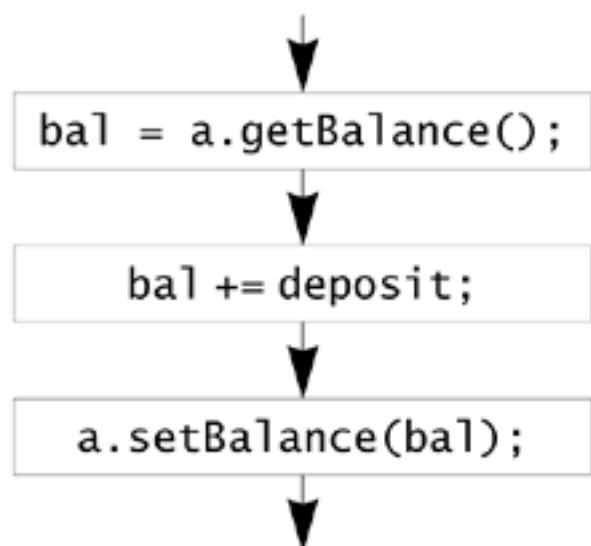 bal = a.getBalance();
bal += deposit;
a.setBalance(bal);